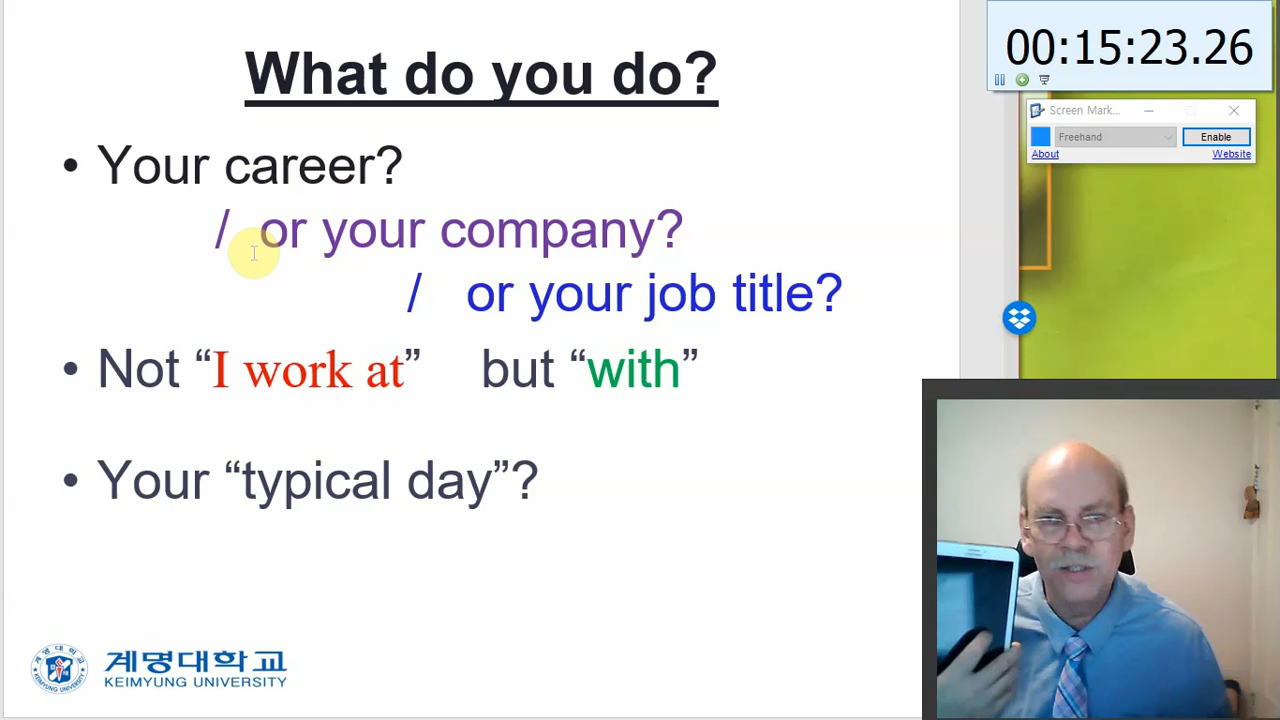 What do you do?
• Your career?
/ or your company?
/ or your job title?
• Not “I work at” but “with”
• Your “typical day”?
계명대학교
KEIMYUNG UNIVERSITY
00:15:23.26
Screen Mark...
Freehand
Enable
About
Website